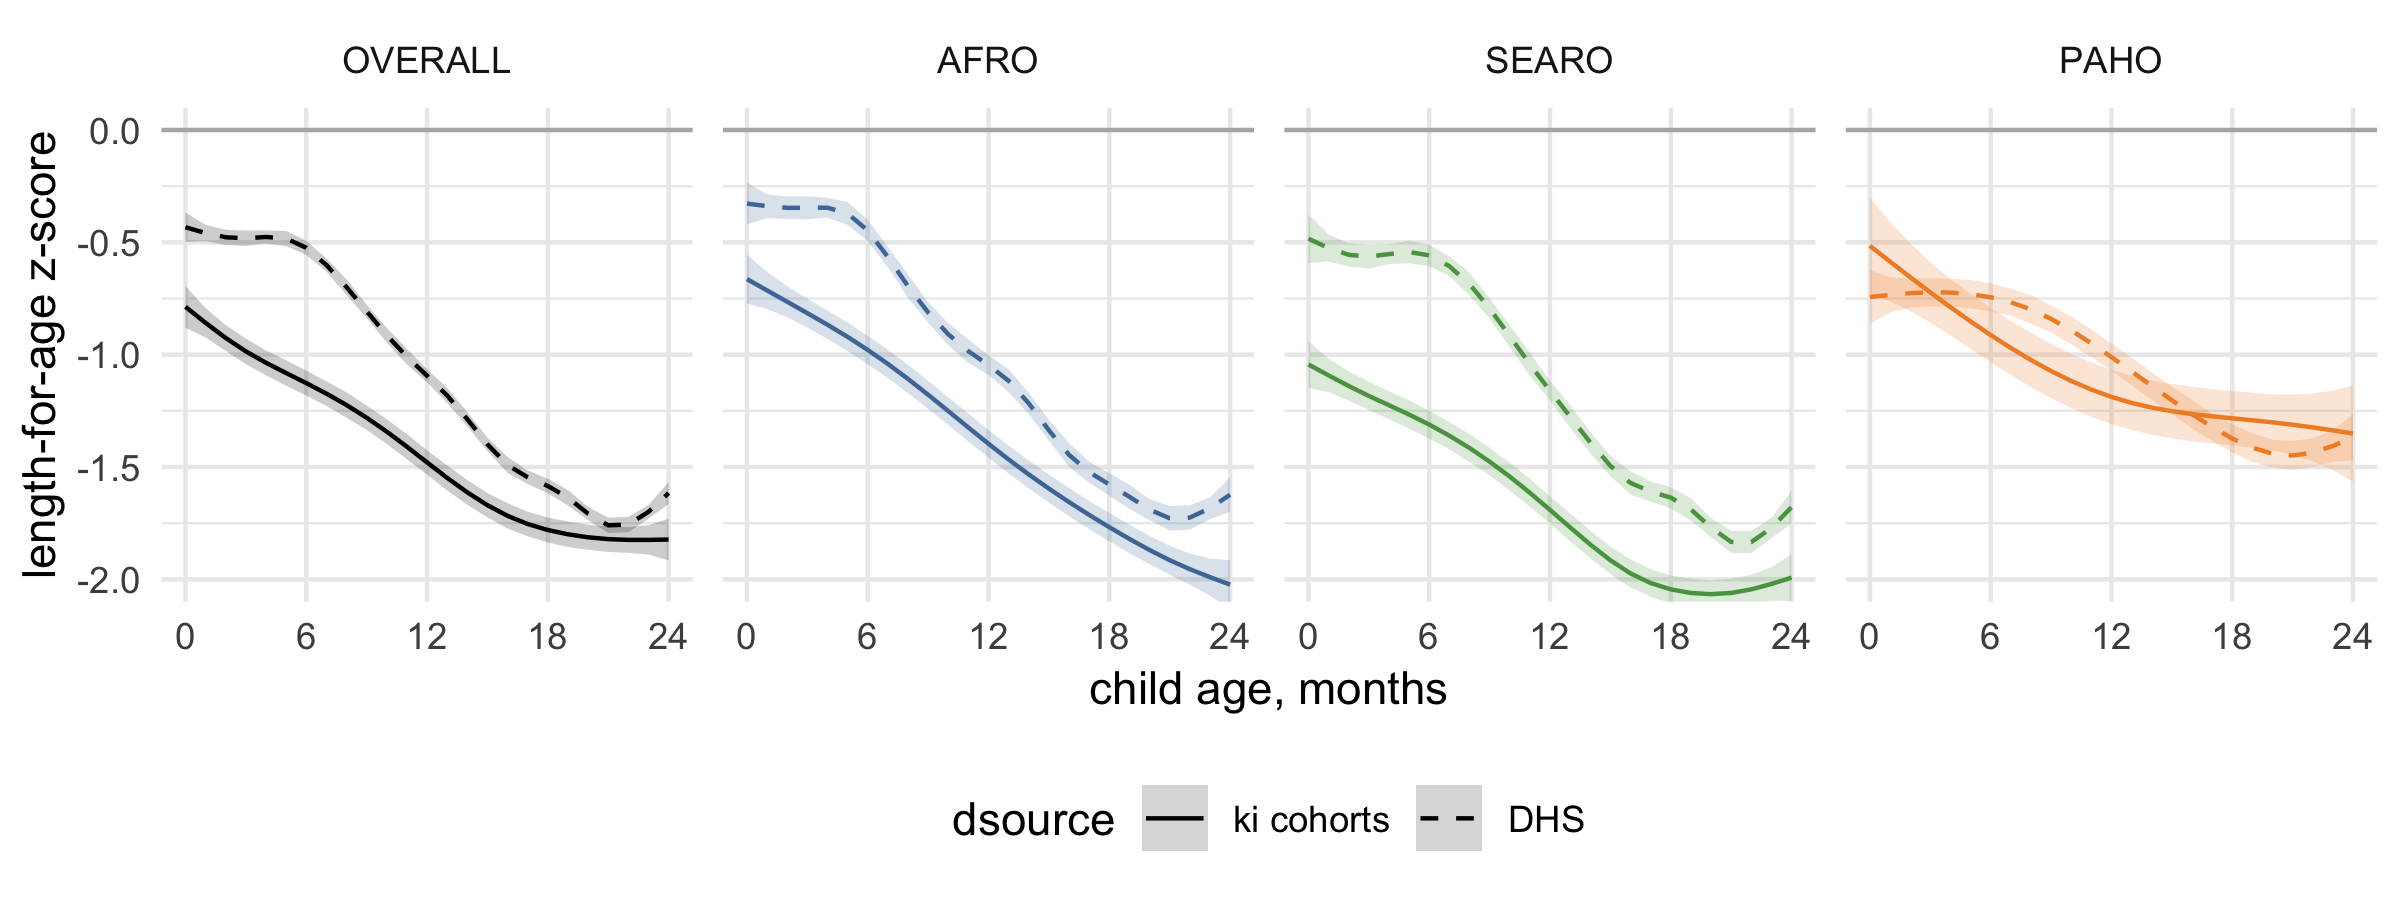 OVERALL AFRO SEARO PAHO
length-for-age z-score
0.0
-0.5
-1.0
-1.5
-2.0
0 6 12 18 24 0 6 12 18 24 0 6 12 18 24 0 6 12 18 24
child age, months
dsource ki cohorts DHS